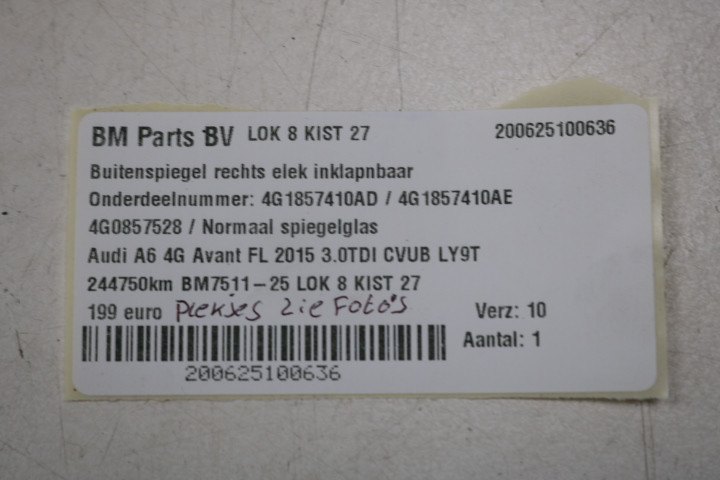 BM Parts BV LOK 8 KIST 27 200625100636
Buitenspiegel rechts elek inklapnbaar
Onderdeelnummer: 4G1857410AD / 4G1857410AE
4G0857528 / Normaal spiegelglas
Audi A6 4G Avant FL 2015 3.0TDI CVUB LY9T
244750km BM7511-25 LOK 8 KIST 27
199 euro plekjes zie Foto's Verz: 10
Aantal: 1
200625100636